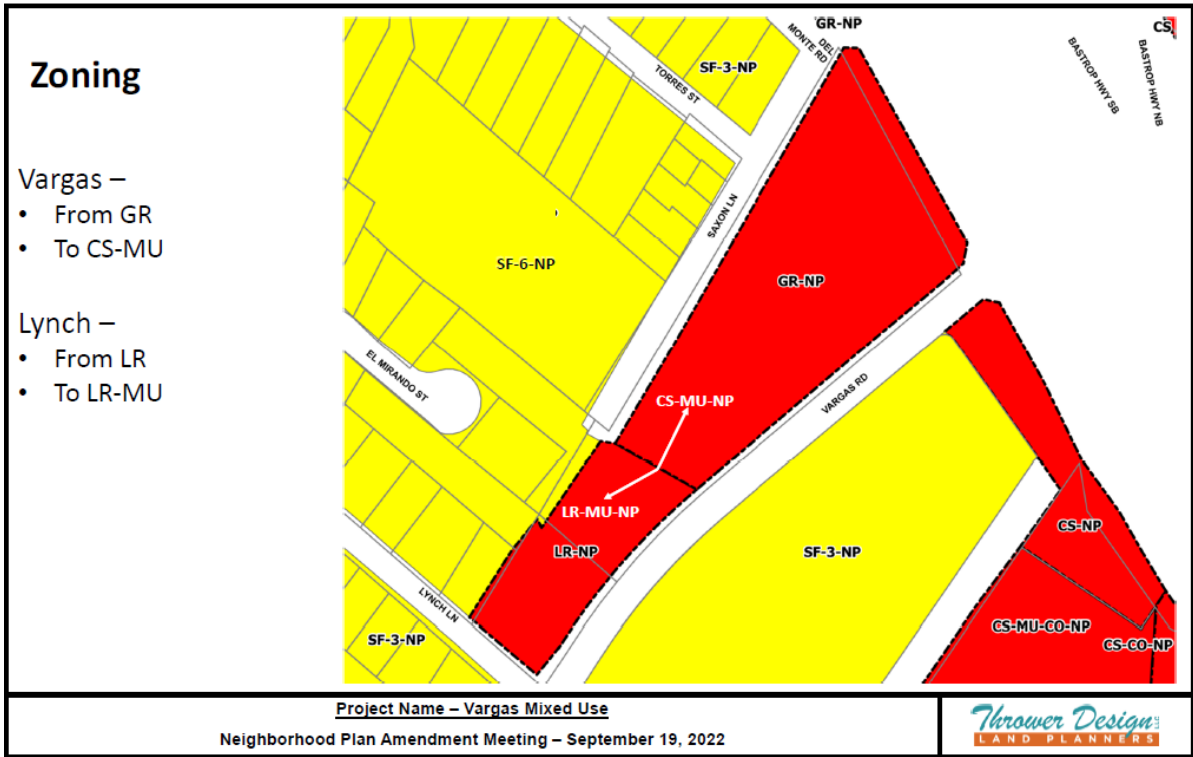 Zoning
Vargas –
• From GR
• To CS-MU
Lynch –
• From LR
• To LR-MU
GR-NP
CS
DEL
MONTE RD
BASTROP HWY SB
BASTROP HWY NB
SF-3-NP
TORRES ST
SAXON LN
SF-6-NP
GR-NP
EL MIRANDO ST
VARGAS RD
CS-MU-NP
LR-MU-NP
LR-NP
SF-3-NP
CS-NP
LYNCH LN
SF-3-NP
CS-MU-CO-NP
CS-CO-NP
Project Name – Vargas Mixed Use
Neighborhood Plan Amendment Meeting – September 19, 2022
Thrower Design LLC
LAND PLANNERS